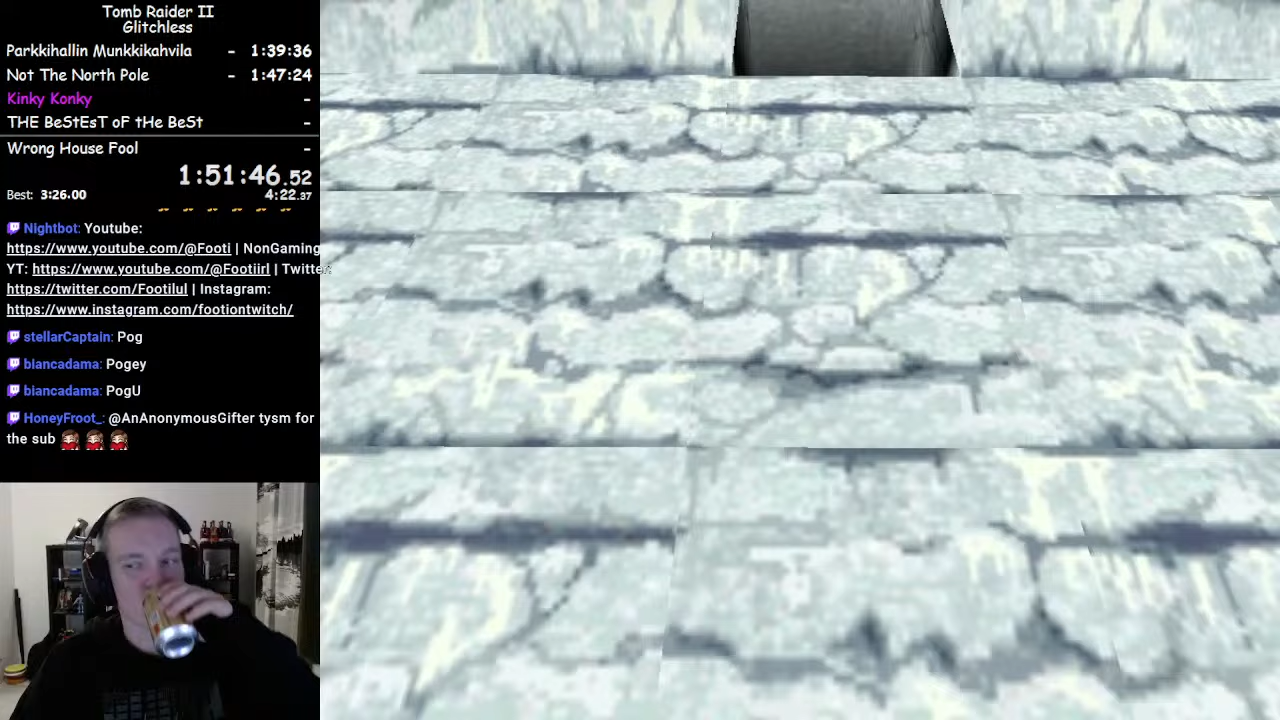 Tomb Raider II
Glitchless
Parkkihallin Munkkikahvila - 1:39:36
Not The North Pole - 1:47:24
Kinky Konky -
THE BeStEsT oF tHe BeSt -
Wrong House Fool -
1:51:46.52
Best: 3:26.00 4:22.87
Nightbot: Youtube:
https://www.youtube.com/@Footi | NonGaming
YT: https://www.youtube.com/@Footiirl | Twitter:
https://twitter.com/Footilul | Instagram:
https://www.instagram.com/footiontwitch/
stellarCaptain: Pog
biancadama: Pogey
biancadama: PogU
HoneyFroot_: @AnAnonymousGifter tysm for
the sub